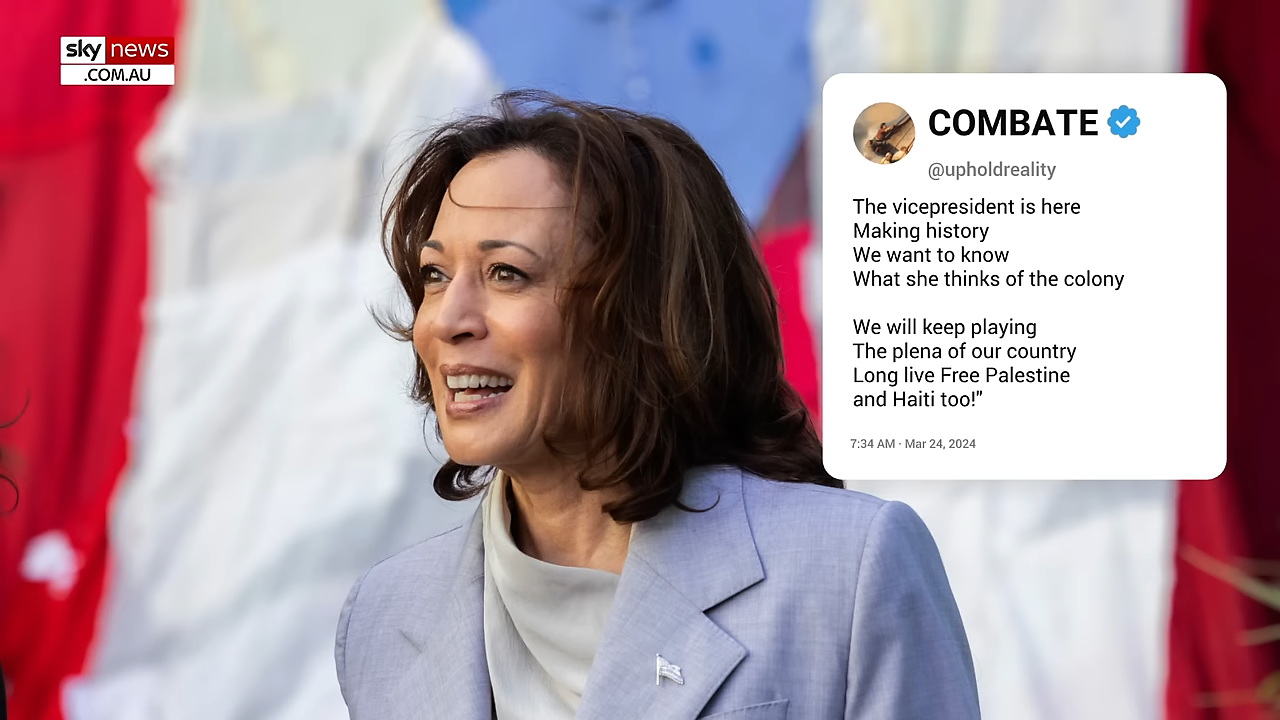 sky news
.COM.AU
COMBATE
@upholdreality
The vicepresident is here
Making history
We want to know
What she thinks of the colony
We will keep playing
The plena of our country
Long live Free Palestine
and Haiti too!"
7:34 AM · Mar 24, 2024